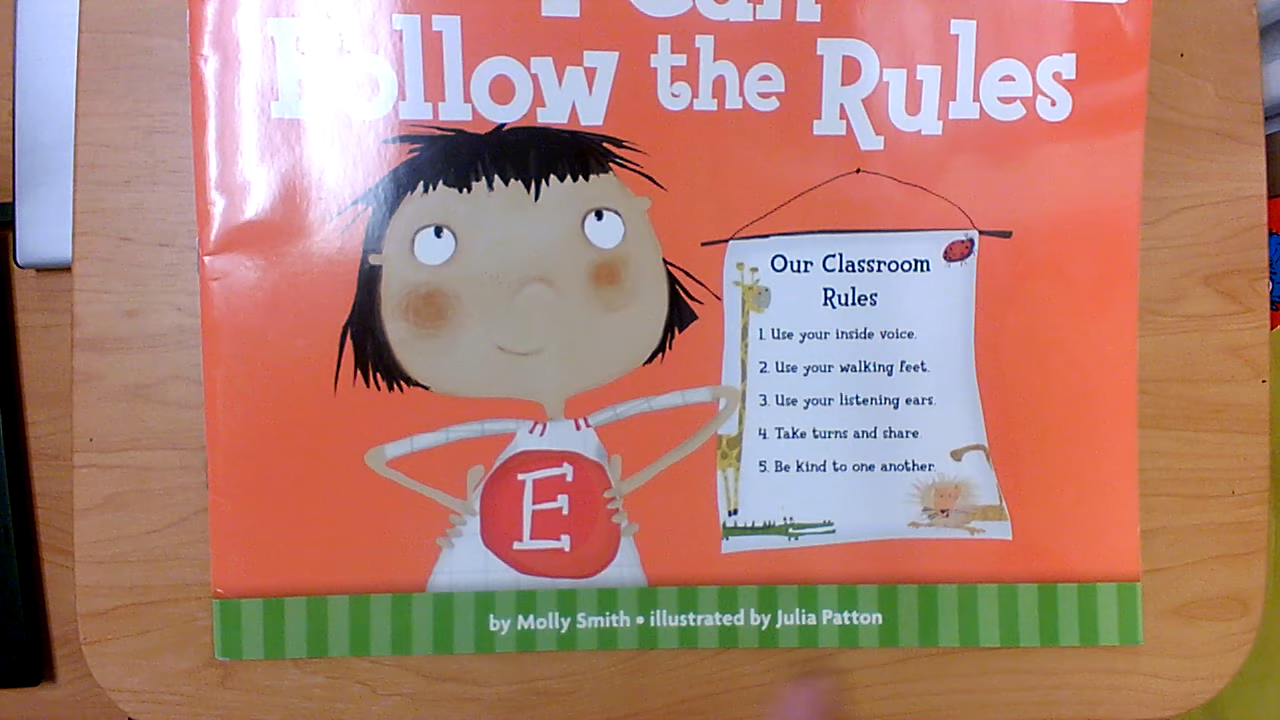 I Can
Follow the Rules
Our Classroom
Rules
1. Use your inside voice.
2. Use your walking feet.
3. Use your listening ears.
4. Take turns and share
5. Be kind to one another.
E
by Molly Smith • illustrated by Julia Patton